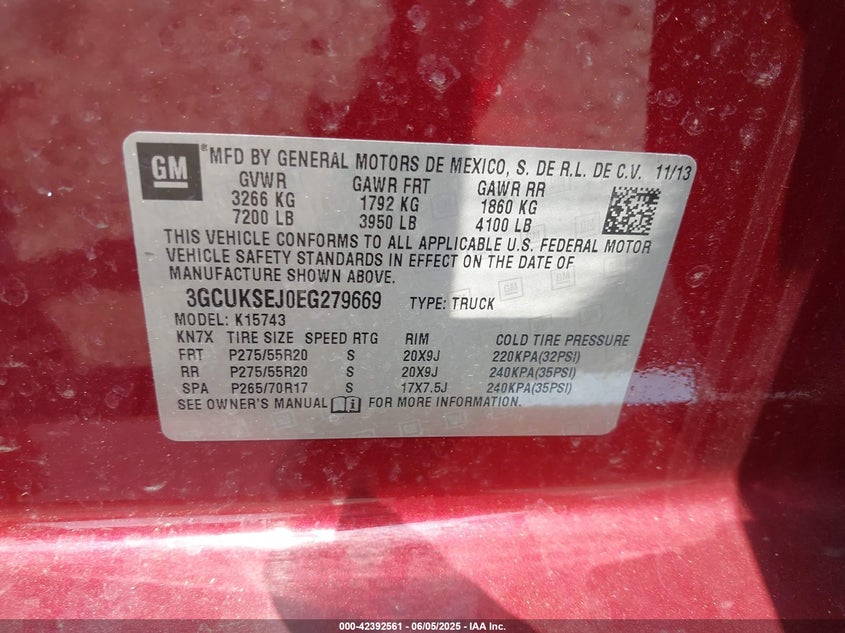 GM ® MFD BY GENERAL MOTORS DE MEXICO, S. DE R.L. DE C.V. 11/13
GVWR GAWR FRT GAWR RR
3266 KG 1792 KG 1860 KG
7200 LB 3950 LB 4100 LB
THIS VEHICLE CONFORMS TO ALL APPLICABLE U.S. FEDERAL MOTOR
VEHICLE SAFETY STANDARDS IN EFFECT ON THE DATE OF
MANUFACTURE SHOWN ABOVE.
3GCUKSEJ0EG279669 TYPE: TRUCK
MODEL: K15743
KN7X TIRE SIZE SPEED RTG RIM COLD TIRE PRESSURE
FRT P275/55R20 S 20X9J 220KPA(32PSI)
RR P275/55R20 S 20X9J 240KPA(35PSI)
SPA P265/70R17 S 17X7.5J 240KPA(35PSI)
SEE OWNER'S MANUAL i FOR MORE INFORMATION.
000-42392561 - 06/05/2025 - IAA Inc.